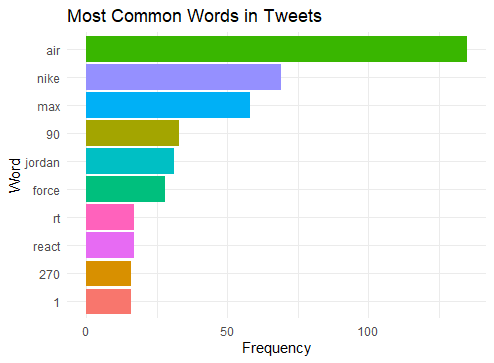 Most Common Words in Tweets
Word
air
nike
max
90
jordan
force
rt
react
270
1
0 50 100
Frequency